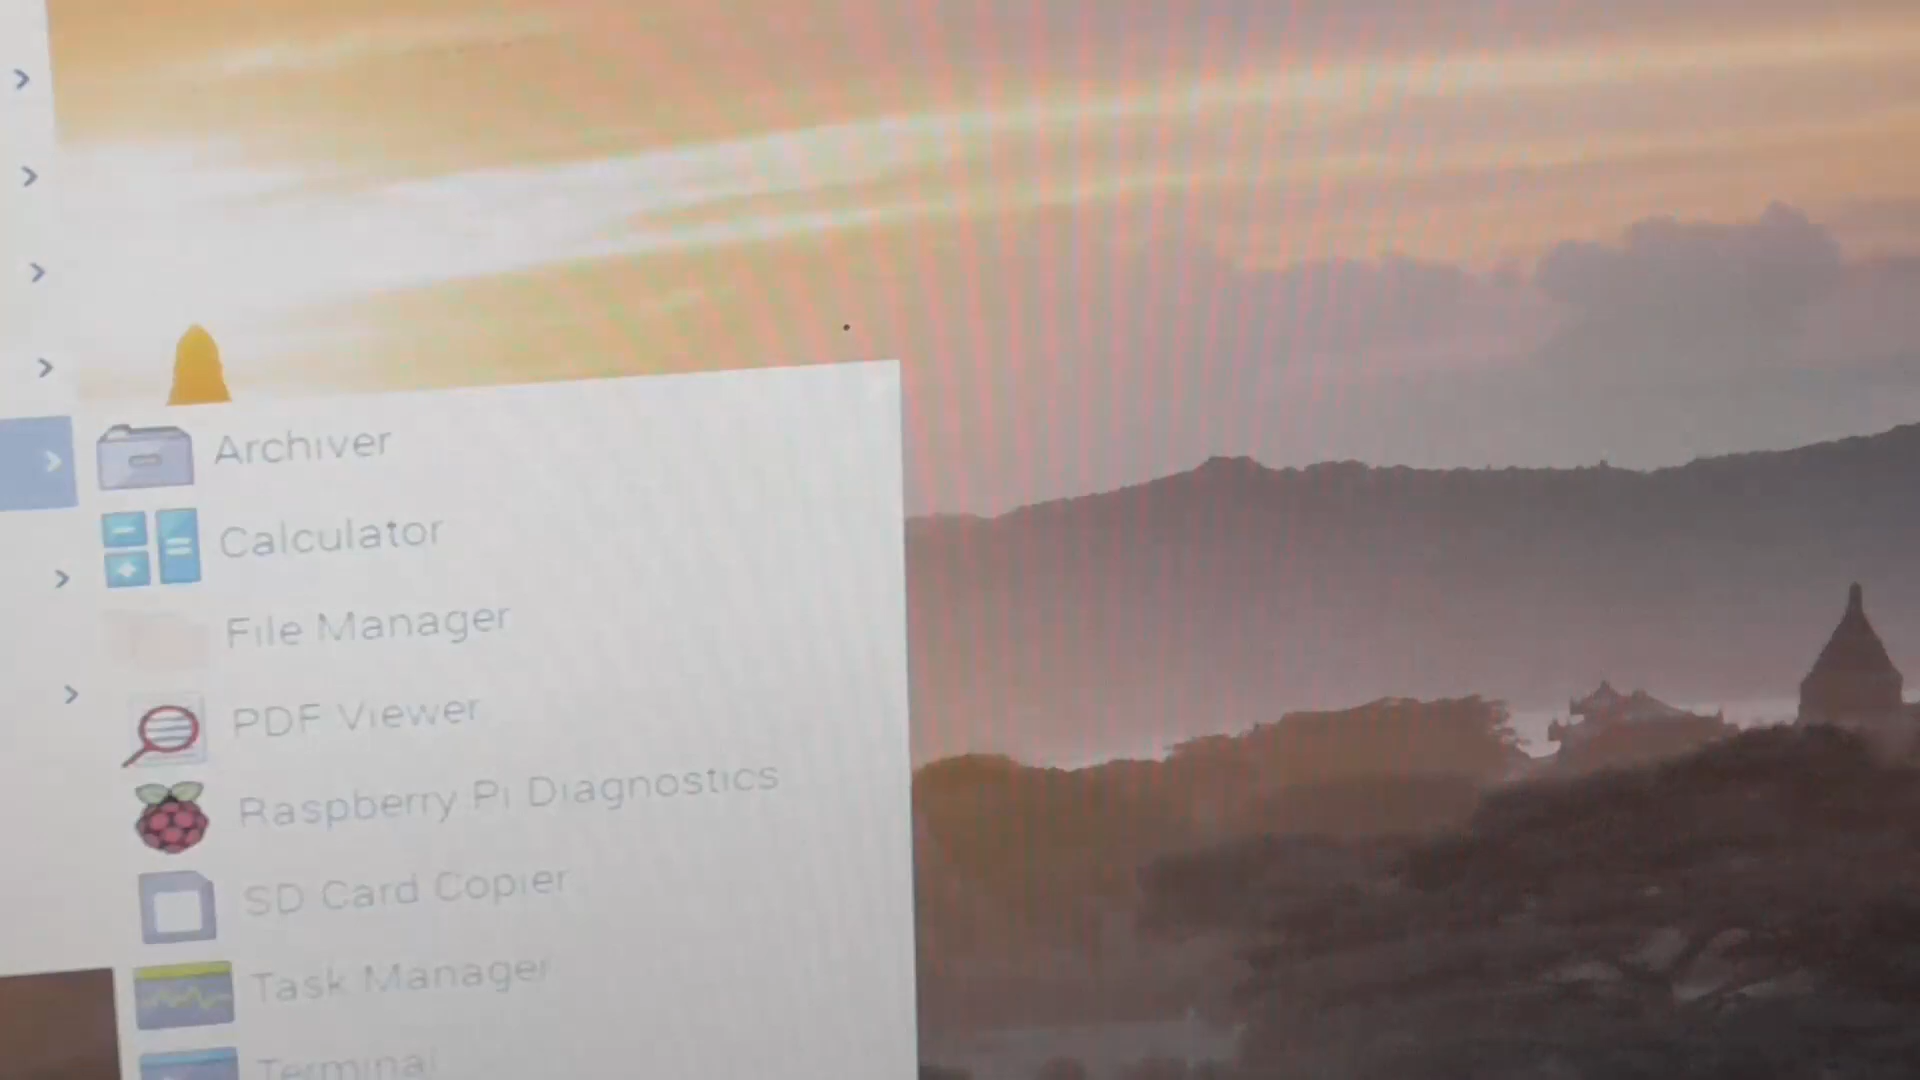 Archiver
Calculator
File Manager
PDF Viewer
Raspberry Pi Diagnostics
SD Card Copier
Task Manager
Terminal